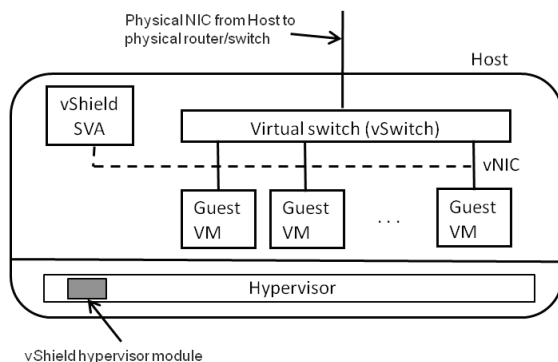 Physical NIC from Host to
physical router/switch
Host
vShield
SVA
Virtual switch (vSwitch)
vNIC
Guest
VM
Guest
VM
. . .
Guest
VM
Hypervisor
vShield hypervisor module